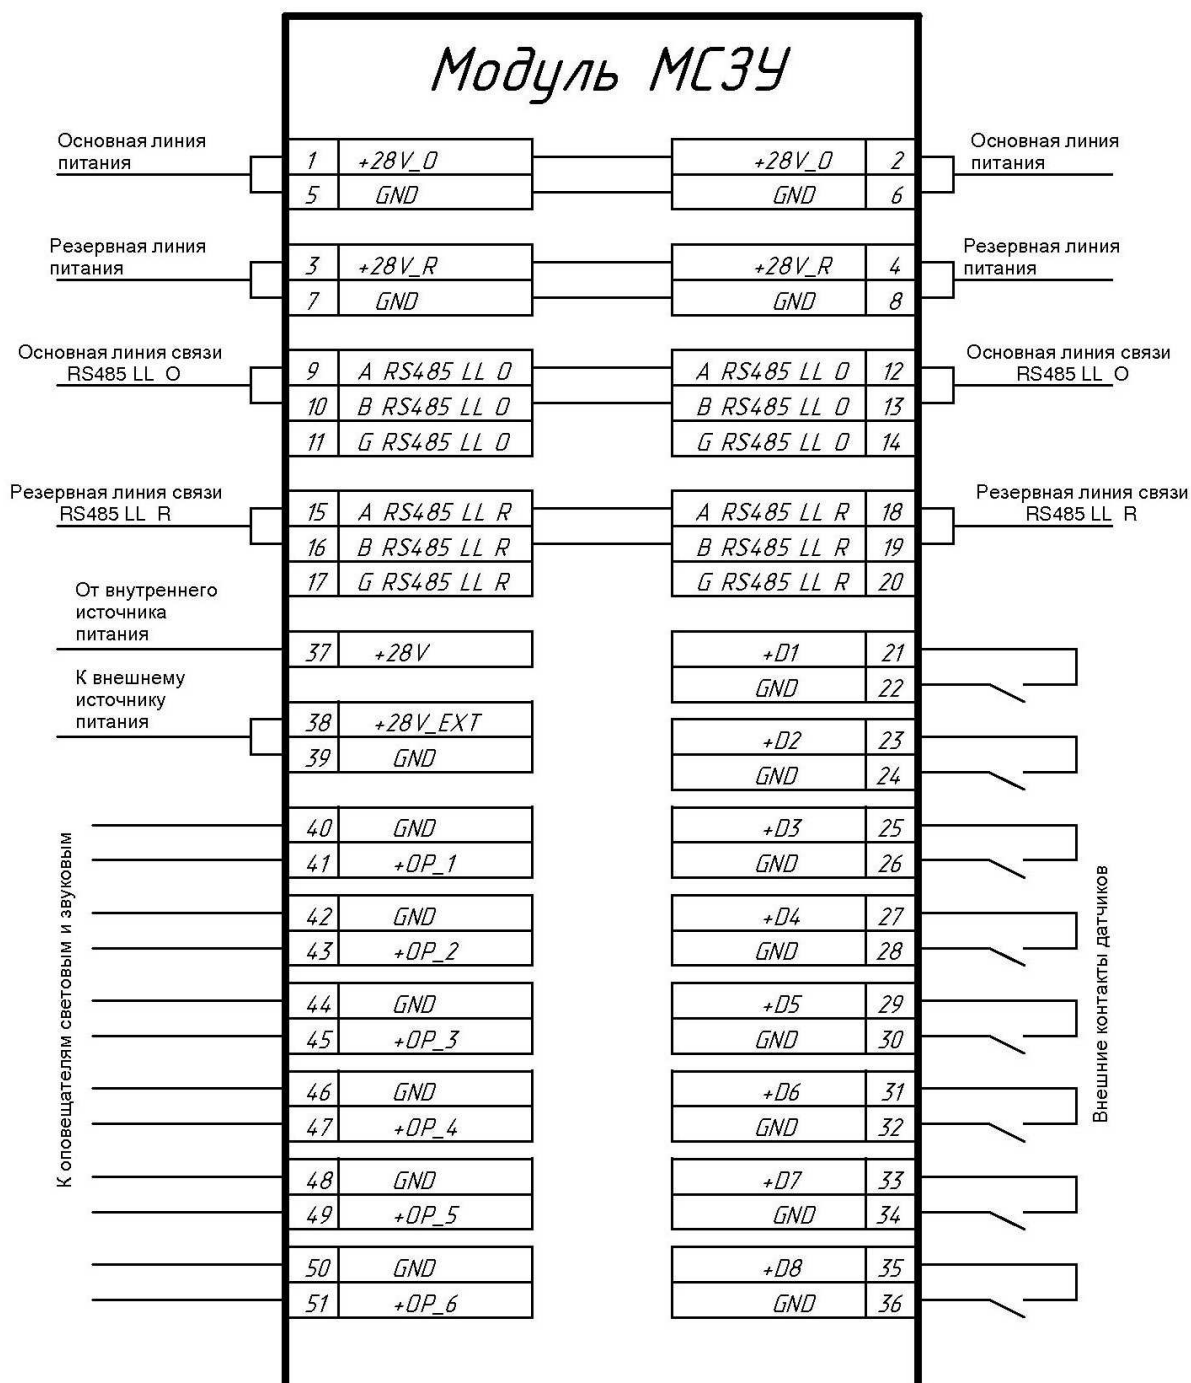 Модуль МСЗУ
Основная линия
питания
1 +28V_O
5 GND
+28V_O 2
GND 6
Основная линия
питания
Резервная линия
питания
3 +28V_R
7 GND
+28V_R 4
GND 8
Резервная линия
питания
Основная линия связи
RS485 LL O
9 A RS485 LL O
10 B RS485 LL O
11 G RS485 LL O
A RS485 LL O 12
B RS485 LL O 13
G RS485 LL O 14
Основная линия связи
RS485 LL O
Резервная линия связи
RS485 LL R
15 A RS485 LL R
16 B RS485 LL R
17 G RS485 LL R
A RS485 LL R 18
B RS485 LL R 19
G RS485 LL R 20
Резервная линия связи
RS485 LL R
От внутреннего
источника
питания
37 +28V
К внешнему
источнику
питания
38 +28V_EXT
39 GND
К оповещателям световым и звуковым
40 GND
41 +OP_1
42 GND
43 +OP_2
44 GND
45 +OP_3
46 GND
47 +OP_4
48 GND
49 +OP_5
50 GND
51 +OP_6
+D1 21
GND 22
+D2 23
GND 24
+D3 25
GND 26
+D4 27
GND 28
+D5 29
GND 30
+D6 31
GND 32
+D7 33
GND 34
+D8 35
GND 36
Внешние контакты датчиков